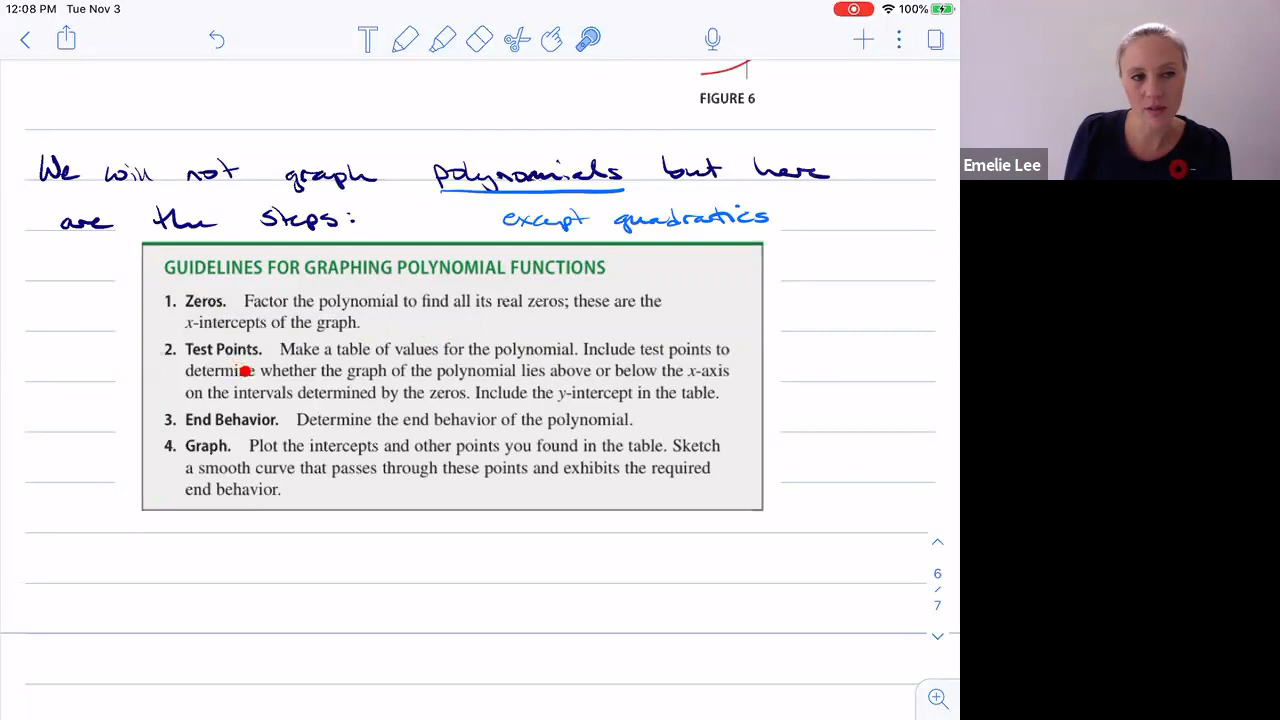 12:08 PM Tue Nov 3
100%
FIGURE 6
We will not graph polynomials but here
are the steps: except quadratics
GUIDELINES FOR GRAPHING POLYNOMIAL FUNCTIONS
1. Zeros. Factor the polynomial to find all its real zeros; these are the
x-intercepts of the graph.
2. Test Points. Make a table of values for the polynomial. Include test points to
determine whether the graph of the polynomial lies above or below the x-axis
on the intervals determined by the zeros. Include the y-intercept in the table.
3. End Behavior. Determine the end behavior of the polynomial.
4. Graph. Plot the intercepts and other points you found in the table. Sketch
a smooth curve that passes through these points and exhibits the required
end behavior.
6
/
7
Emelie Lee